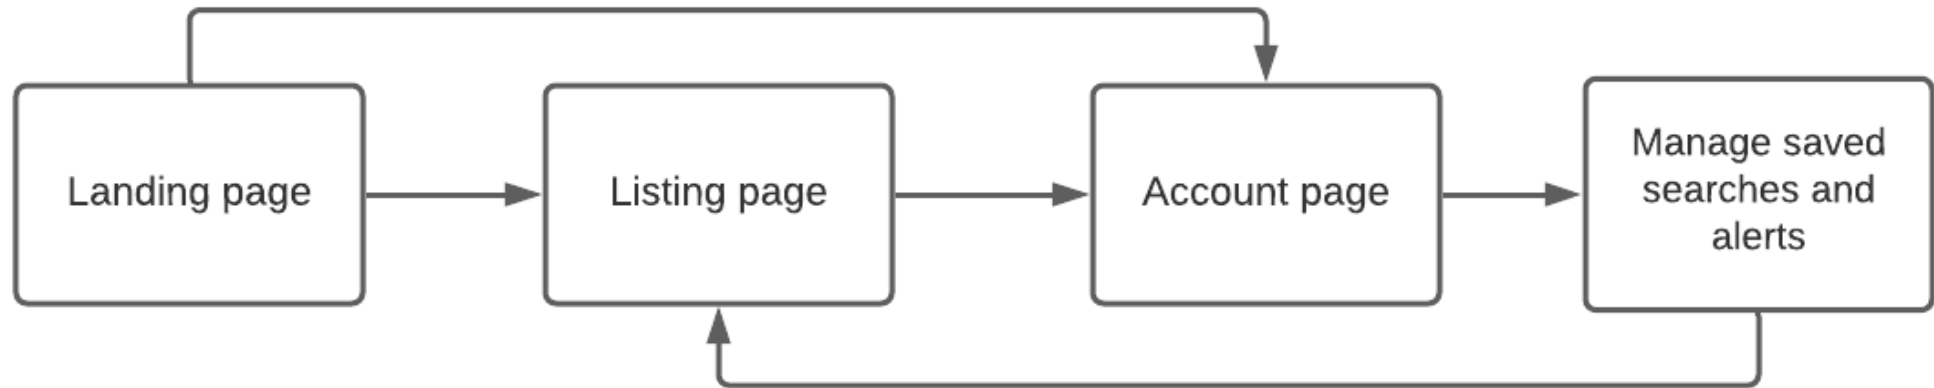 Landing page
Listing page
Account page
Manage saved
searches and
alerts